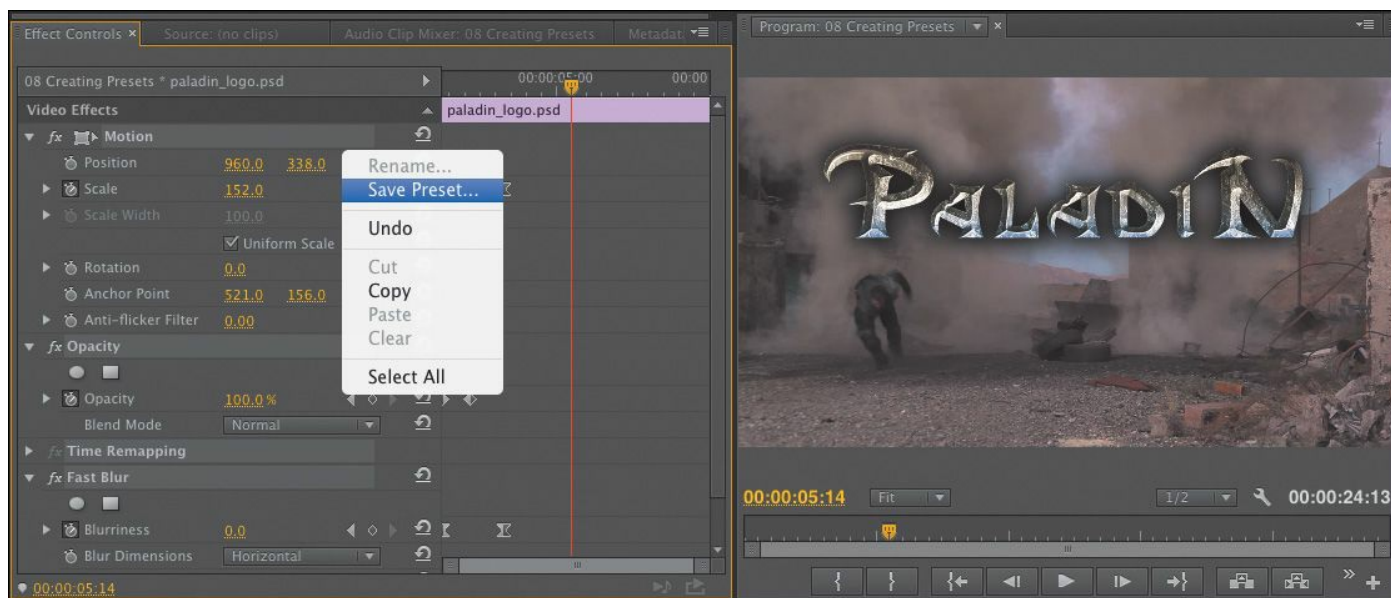 Effect Controls ×
Source: (no clips)
Audio Clip Mixer: 08 Creating Presets
Metadat
08 Creating Presets * paladin_logo.psd
00:00:05:00
00:00
Video Effects
paladin_logo.psd
fx Motion
Position 960.0 338.0
Scale 152.0
Scale Width 100.0
Uniform Scale
Rotation 0.0
Anchor Point 521.0 156.0
Anti-flicker Filter 0.00
fx Opacity
Opacity 100.0 %
Blend Mode Normal
fx Time Remapping
fx Fast Blur
Blurriness 0.0
Blur Dimensions Horizontal
00:00:05:14
Rename...
Save Preset...
Undo
Cut
Copy
Paste
Clear
Select All
Program: 08 Creating Presets ×
PALADIN
00:00:05:14 Fit 1/2 00:00:24:13